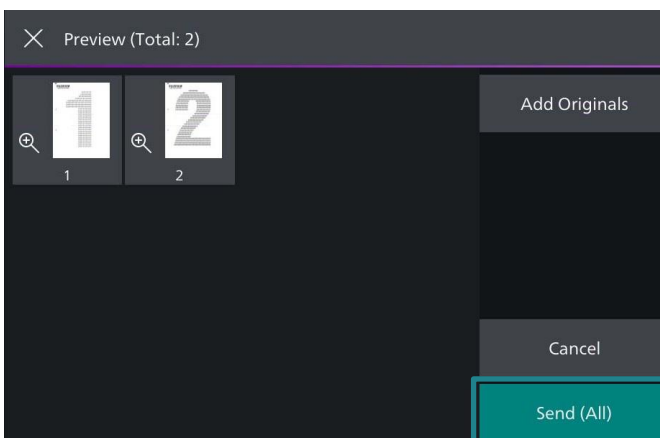 Preview (Total: 2)
Add Originals
1
2
1
2
Cancel
Send (All)